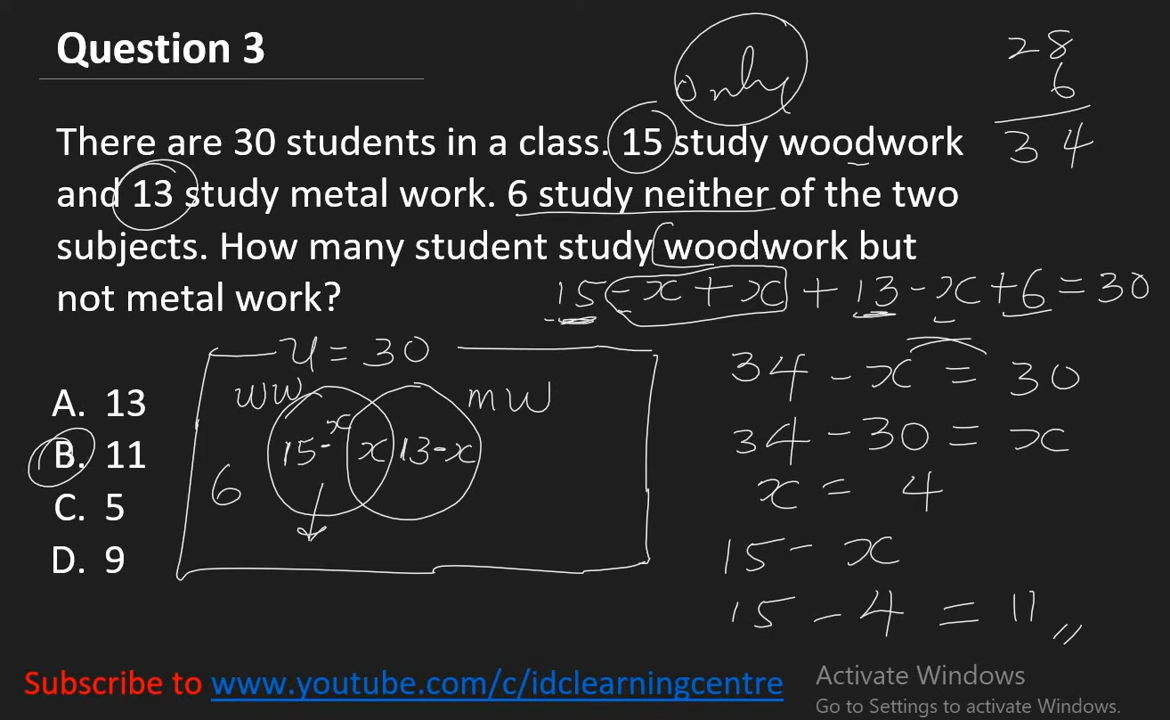 Question 3
only
28
6
34
There are 30 students in a class. 15 study woodwork
and 13 study metal work. 6 study neither of the two
subjects. How many student study woodwork but
not metal work?
15 - x + x + 13 - x + 6 = 30
34 - x = 30
34 - 30 = x
x = 4
15 - x
15 - 4 = 11
U = 30
WW
MW
15 - x
x
13 - x
6
A. 13
B. 11
C. 5
D. 9
Subscribe to www.youtube.com/c/idclearningcentre
Activate Windows
Go to Settings to activate Windows.